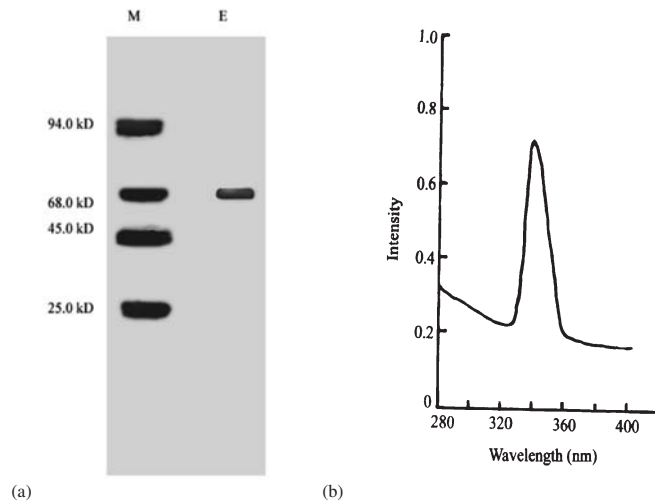 M E
94.0 kD
68.0 kD
45.0 kD
25.0 kD
(a)
1.0
0.8
0.6
0.4
0.2
0
Intensity
280 320 360 400
Wavelength (nm)
(b)